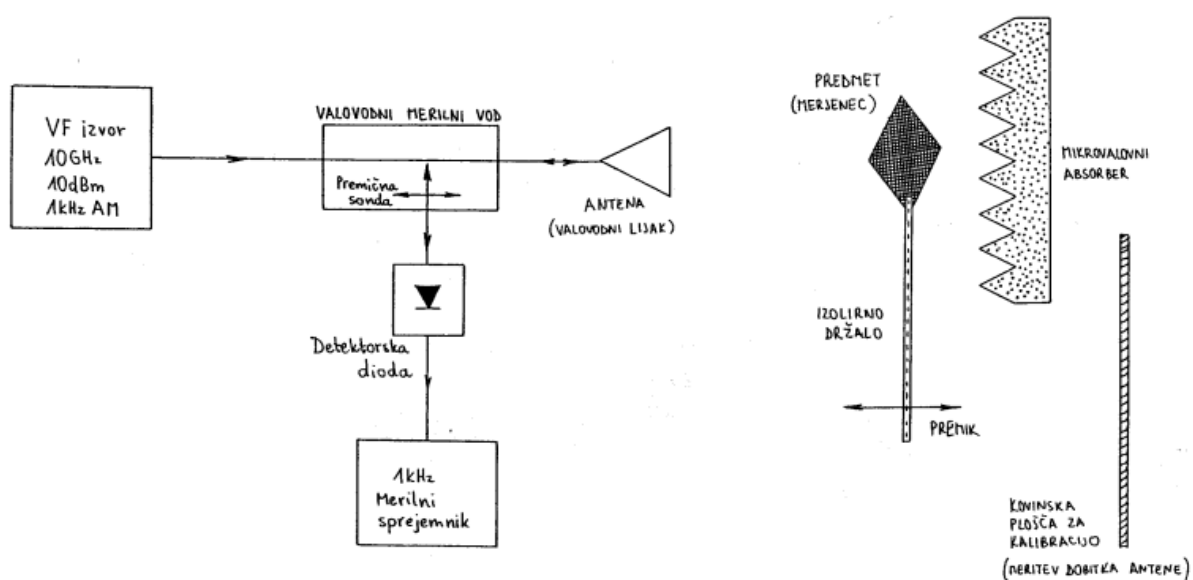 VF izvor
10GHz
10dBm
1kHz AM
VALOVODNI MERILNI VOD
Premična
sonda
ANTENA
(VALOVODNI LIJAK)
Detektorska
dioda
1kHz
Merilni
sprejemnik
PREDMET
(MERJENEC)
MIKROVALOVNI
ABSORBER
IZOLIRNO
DRŽALO
PREMIK
KOVINSKA
PLOŠČA ZA
KALIBRACIJO
(MERITEV DOBITKA ANTENE)